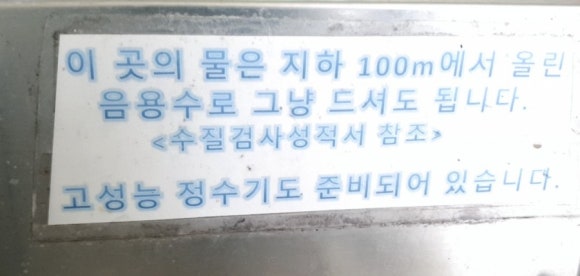 이 곳의 물은 지하 100m에서 올린
음용수로 그냥 드셔도 됩니다.
<수질검사성적서 참조>
고성능 정수기도 준비되어 있습니다.